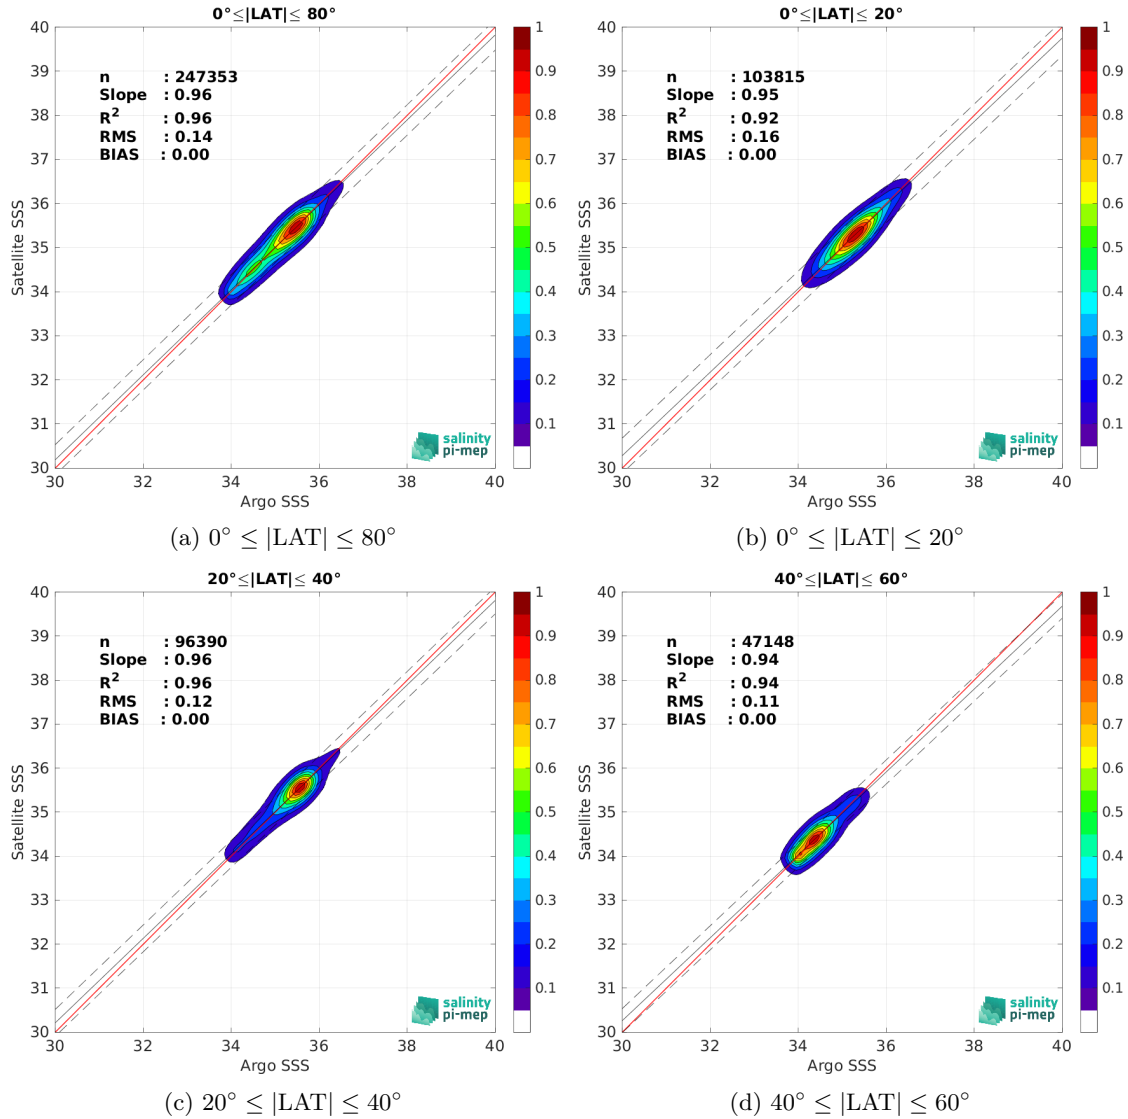 0°≤|LAT|≤ 80°
n : 247353
Slope : 0.96
R² : 0.96
RMS : 0.14
BIAS : 0.00
Satellite SSS
40
39
38
37
36
35
34
33
32
31
30
30 32 34 36 38 40
Argo SSS
1
0.9
0.8
0.7
0.6
0.5
0.4
0.3
0.2
0.1
salinity
pi-mep
(a) 0° ≤ |LAT| ≤ 80°
0°≤|LAT|≤ 20°
n : 103815
Slope : 0.95
R² : 0.92
RMS : 0.16
BIAS : 0.00
Satellite SSS
40
39
38
37
36
35
34
33
32
31
30
30 32 34 36 38 40
Argo SSS
1
0.9
0.8
0.7
0.6
0.5
0.4
0.3
0.2
0.1
salinity
pi-mep
(b) 0° ≤ |LAT| ≤ 20°
20°≤|LAT|≤ 40°
n : 96390
Slope : 0.96
R² : 0.96
RMS : 0.12
BIAS : 0.00
Satellite SSS
40
39
38
37
36
35
34
33
32
31
30
30 32 34 36 38 40
Argo SSS
1
0.9
0.8
0.7
0.6
0.5
0.4
0.3
0.2
0.1
salinity
pi-mep
(c) 20° ≤ |LAT| ≤ 40°
40°≤|LAT|≤ 60°
n : 47148
Slope : 0.94
R² : 0.94
RMS : 0.11
BIAS : 0.00
Satellite SSS
40
39
38
37
36
35
34
33
32
31
30
30 32 34 36 38 40
Argo SSS
1
0.9
0.8
0.7
0.6
0.5
0.4
0.3
0.2
0.1
salinity
pi-mep
(d) 40° ≤ |LAT| ≤ 60°